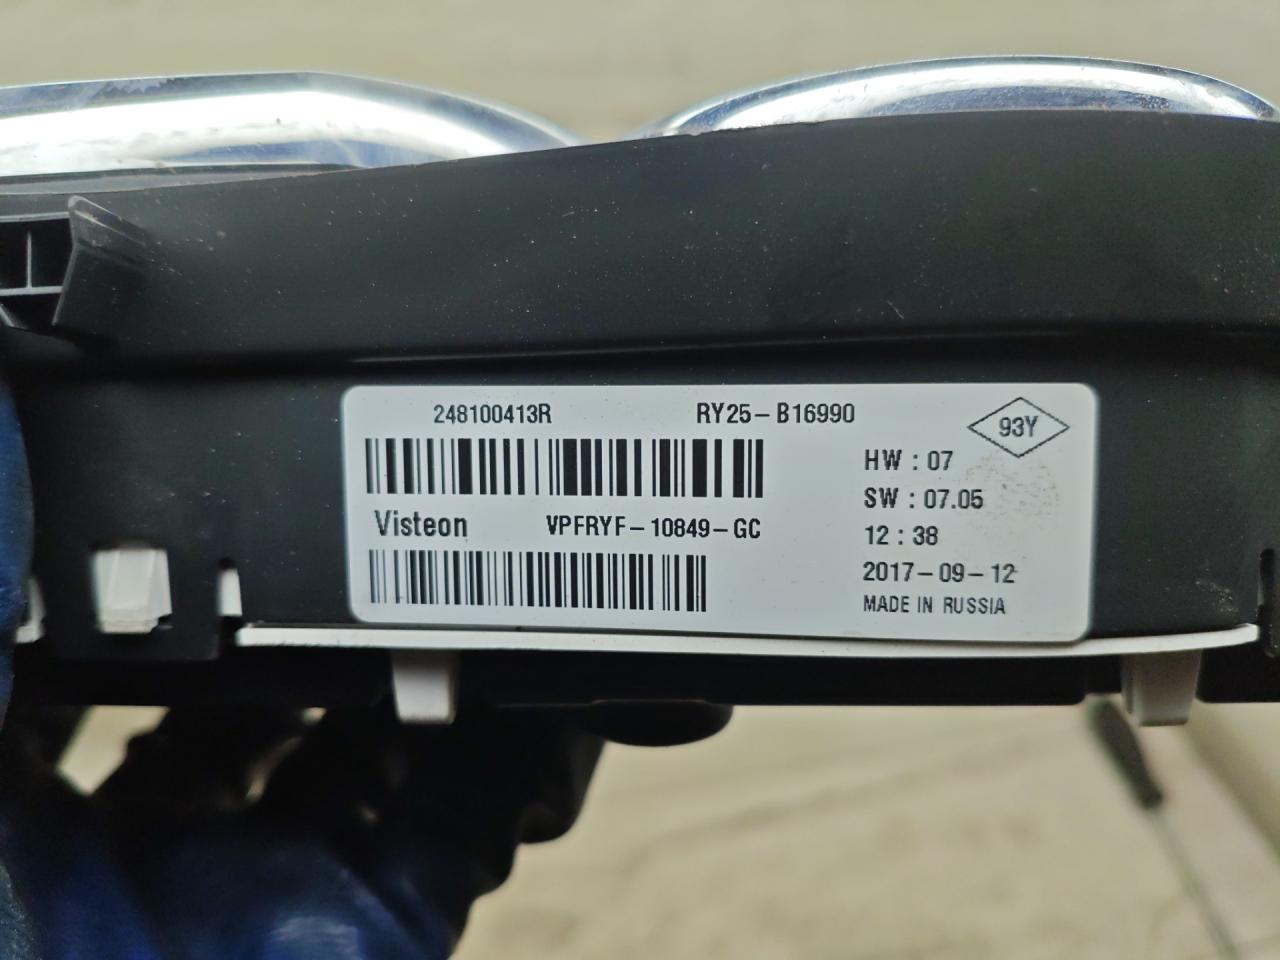 248100413R RY25-B16990
93Y
HW : 07
SW : 07.05
Visteon VPFRYF-10849-GC
12 : 38
2017-09-12
MADE IN RUSSIA